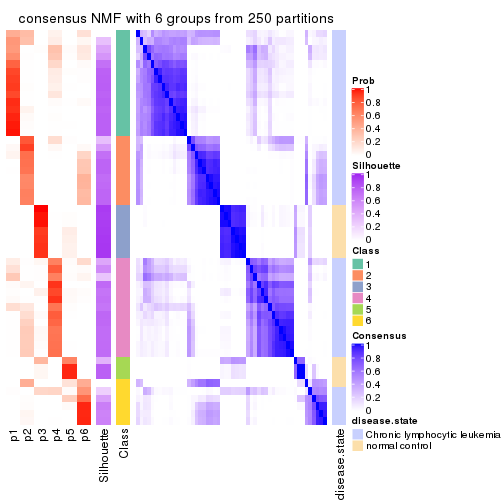 consensus NMF with 6 groups from 250 partitions
Prob
1
0.8
0.6
0.4
0.2
0
Silhouette
1
0.8
0.6
0.4
0.2
0
Class
1
2
3
4
5
6
Consensus
1
0.8
0.6
0.4
0.2
0
disease.state
Chronic lymphocytic leukemia
normal control
p1
p2
p3
p4
p5
p6
Silhouette
Class
disease.state